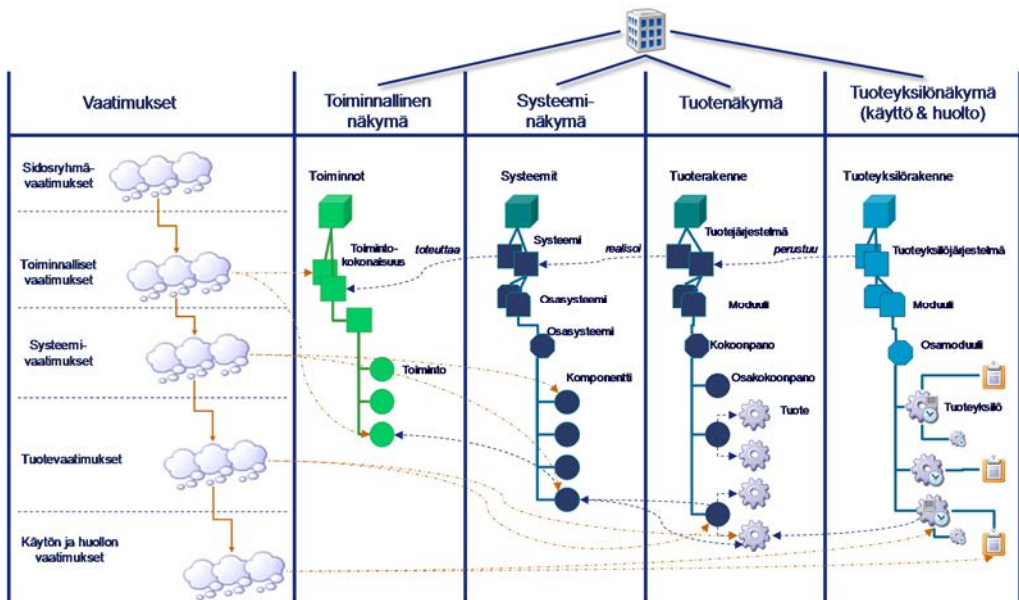 Vaatimukset
Toiminnallinen
näkymä
Systeemi-
näkymä
Tuotenäkymä
Tuoteyksilönäkymä
(käyttö & huolto)
Sidosryhmä-
vaatimukset
Toiminnalliset
vaatimukset
Systeemi-
vaatimukset
Tuotevaatimukset
Käytön ja huollon
vaatimukset
Toiminnot
Toiminto-
kokonaisuus
Toiminto
toteuttaa
Systeemit
Systeemi
Osasysteemi
Osasysteemi
Komponentti
realisoi
Tuoterakenne
Tuotejärjestelmä
Moduuli
Kokoonpano
Osakokoonpano
Tuote
perustuu
Tuoteyksilörakenne
Tuoteyksilöjärjestelmä
Moduuli
Osamoduuli
Tuoteyksilö